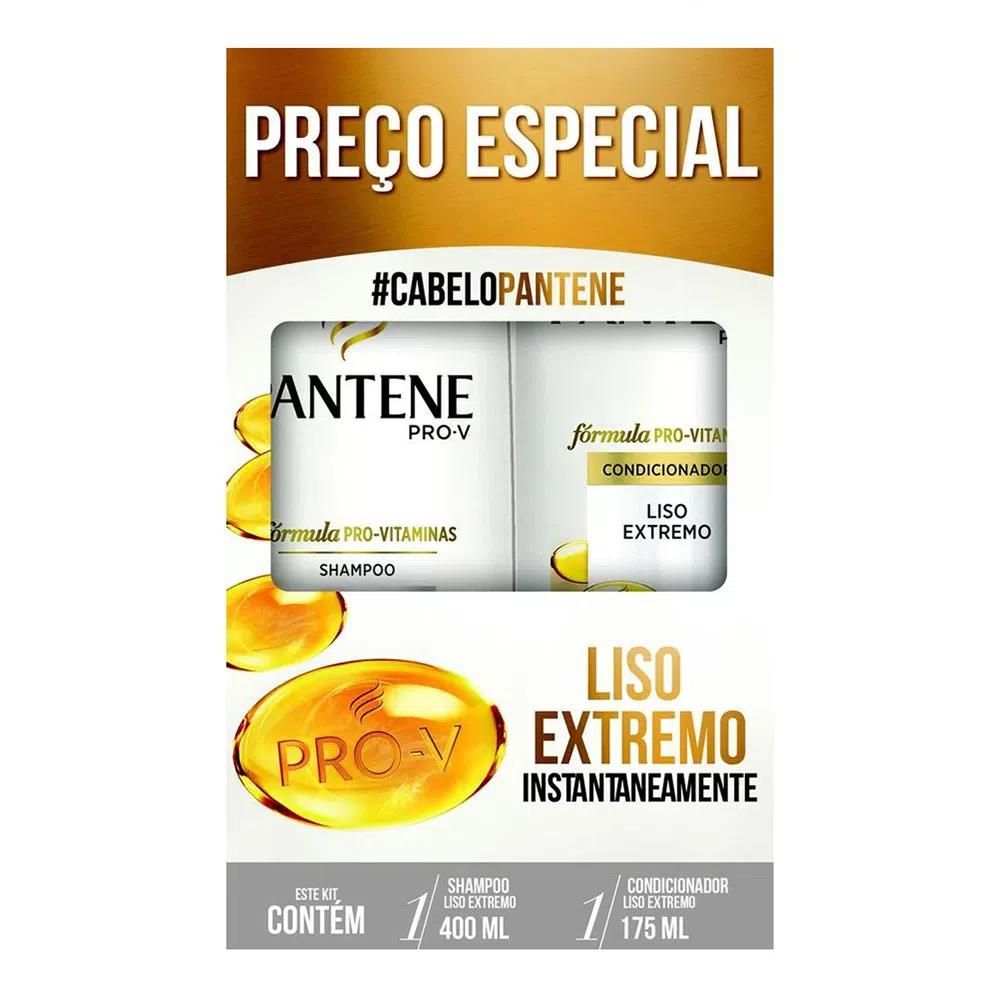 PREÇO ESPECIAL
#CABELOPANTENE
PANTENE
PRO-V
fórmula PRO-VITAMINAS
SHAMPOO
fórmula PRO-VITAM
CONDICIONADOR
LISO
EXTREMO
PRO-V
LISO
EXTREMO
INSTANTANEAMENTE
ESTE KIT
CONTÉM
1 SHAMPOO
LISO EXTREMO
400 ML
1 CONDICIONADOR
LISO EXTREMO
175 ML